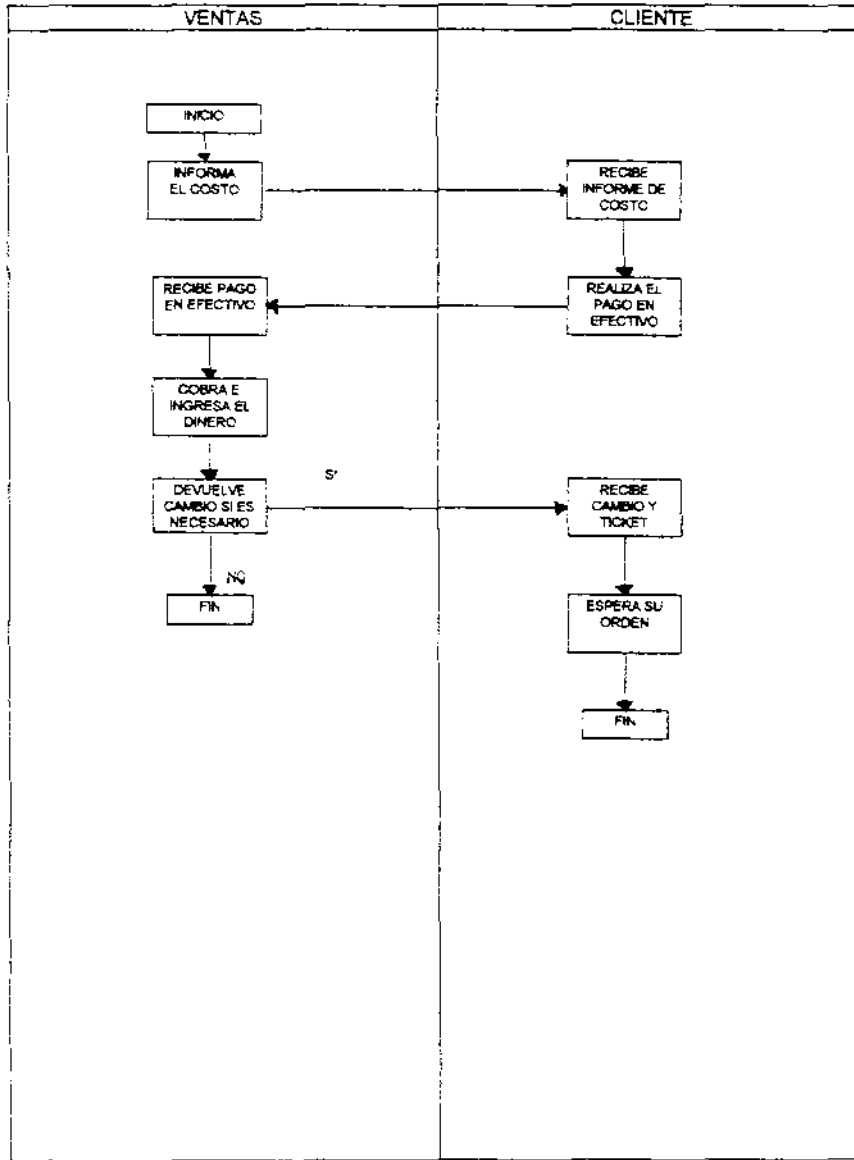 VENTAS
CLIENTE
INICIO
INFORMA
EL COSTO
RECIBE
INFORME DE
COSTO
RECIBE PAGO
EN EFECTIVO
REALIZA EL
PAGO EN
EFECTIVO
COBRA E
INGRESA EL
DINERO
SI
DEVUELVE
CAMBIO SI ES
NECESARIO
RECIBE
CAMBIO Y
TICKET
NO
FIN
ESPERA SU
ORDEN
FIN